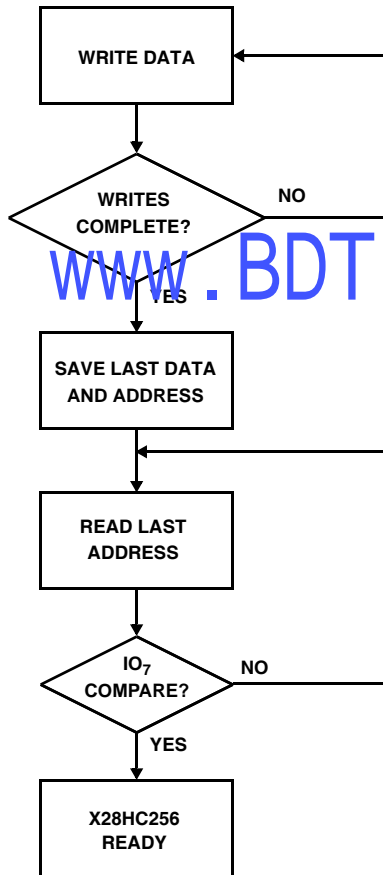 WRITE DATA
WRITES
COMPLETE?
NO
www.BDT
YES
SAVE LAST DATA
AND ADDRESS
READ LAST
ADDRESS
IO7
COMPARE?
NO
YES
X28HC256
READY